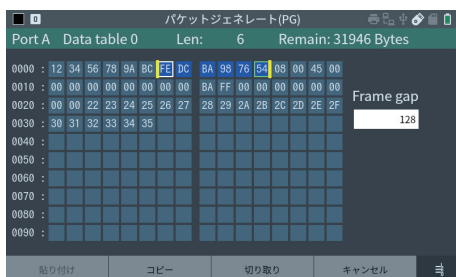 0 パケットジェネレート(PG)
Port A Data table 0 Len: 6 Remain: 31946 Bytes
0000 : 12 34 56 78 9A BC FE DC BA 98 76 54 08 00 45 00
0010 : 00 00 00 00 00 00 00 00 BA FF 00 00 00 00 00 00
0020 : 00 00 22 23 24 25 26 27 28 29 2A 2B 2C 2D 2E 2F
0030 : 30 31 32 33 34 35
0040 :
0050 :
0060 :
0070 :
0080 :
0090 :
Frame gap
128
貼り付け コピー 切り取り キャンセル